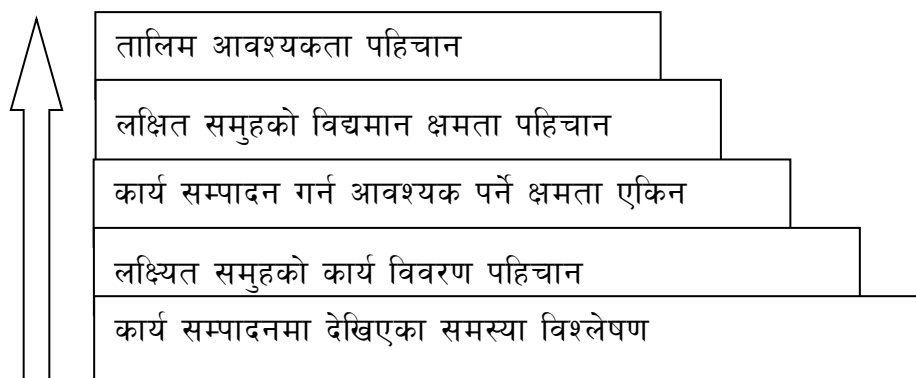 तालिम आवश्यकता पहिचान
लक्षित समुहको विद्यमान क्षमता पहिचान
कार्य सम्पादन गर्न आवश्यक पर्ने क्षमता एकिन
लक्ष्यित समुहको कार्य विवरण पहिचान
कार्य सम्पादनमा देखिएका समस्या विश्लेषण